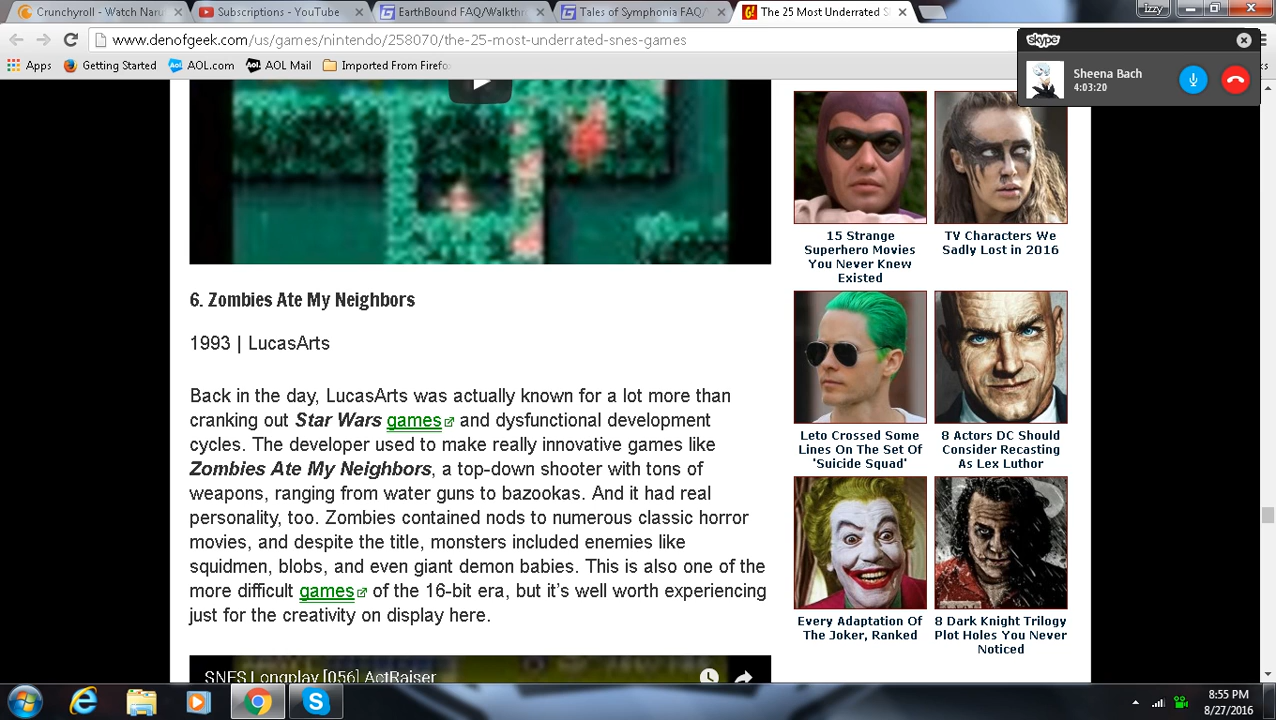 Crunchyroll - Watch Naru
Subscriptions - YouTube
EarthBound FAQ/Walkthr
Tales of Symphonia FAQ/
The 25 Most Underrated S
Izzy
www.denofgeek.com/us/games/nintendo/258070/the-25-most-underrated-snes-games
Apps
Getting Started
Aol.
AOL.com
Aol.
AOL Mail
Imported From Firefo
skype
Sheena Bach
4:03:20
6. Zombies Ate My Neighbors
1993 | LucasArts
Back in the day, LucasArts was actually known for a lot more than
cranking out Star Wars games and dysfunctional development
cycles. The developer used to make really innovative games like
Zombies Ate My Neighbors, a top-down shooter with tons of
weapons, ranging from water guns to bazookas. And it had real
personality, too. Zombies contained nods to numerous classic horror
movies, and despite the title, monsters included enemies like
squidmen, blobs, and even giant demon babies. This is also one of the
more difficult games of the 16-bit era, but it's well worth experiencing
just for the creativity on display here.
SNES Longplay [056] ActRaiser
15 Strange
Superhero Movies
You Never Knew
Existed
TV Characters We
Sadly Lost in 2016
Leto Crossed Some
Lines On The Set Of
'Suicide Squad'
8 Actors DC Should
Consider Recasting
As Lex Luthor
Every Adaptation Of
The Joker, Ranked
8 Dark Knight Trilogy
Plot Holes You Never
Noticed
8:55 PM
8/27/2016